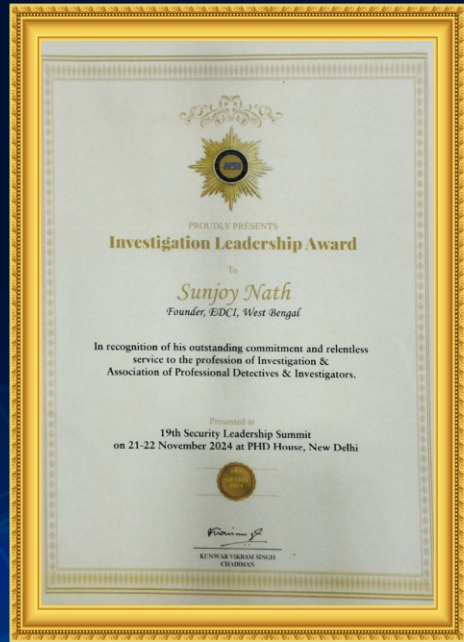 PROUDLY PRESENTS
Investigation Leadership Award
To
Sunjoy Nath
Founder, EDCI, West Bengal
In recognition of his outstanding commitment and relentless
service to the profession of Investigation &
Association of Professional Detectives & Investigators.
Presented at
19th Security Leadership Summit
on 21-22 November 2024 at PHD House, New Delhi
KUNWAR VIKRAM SINGH
CHAIRMAN